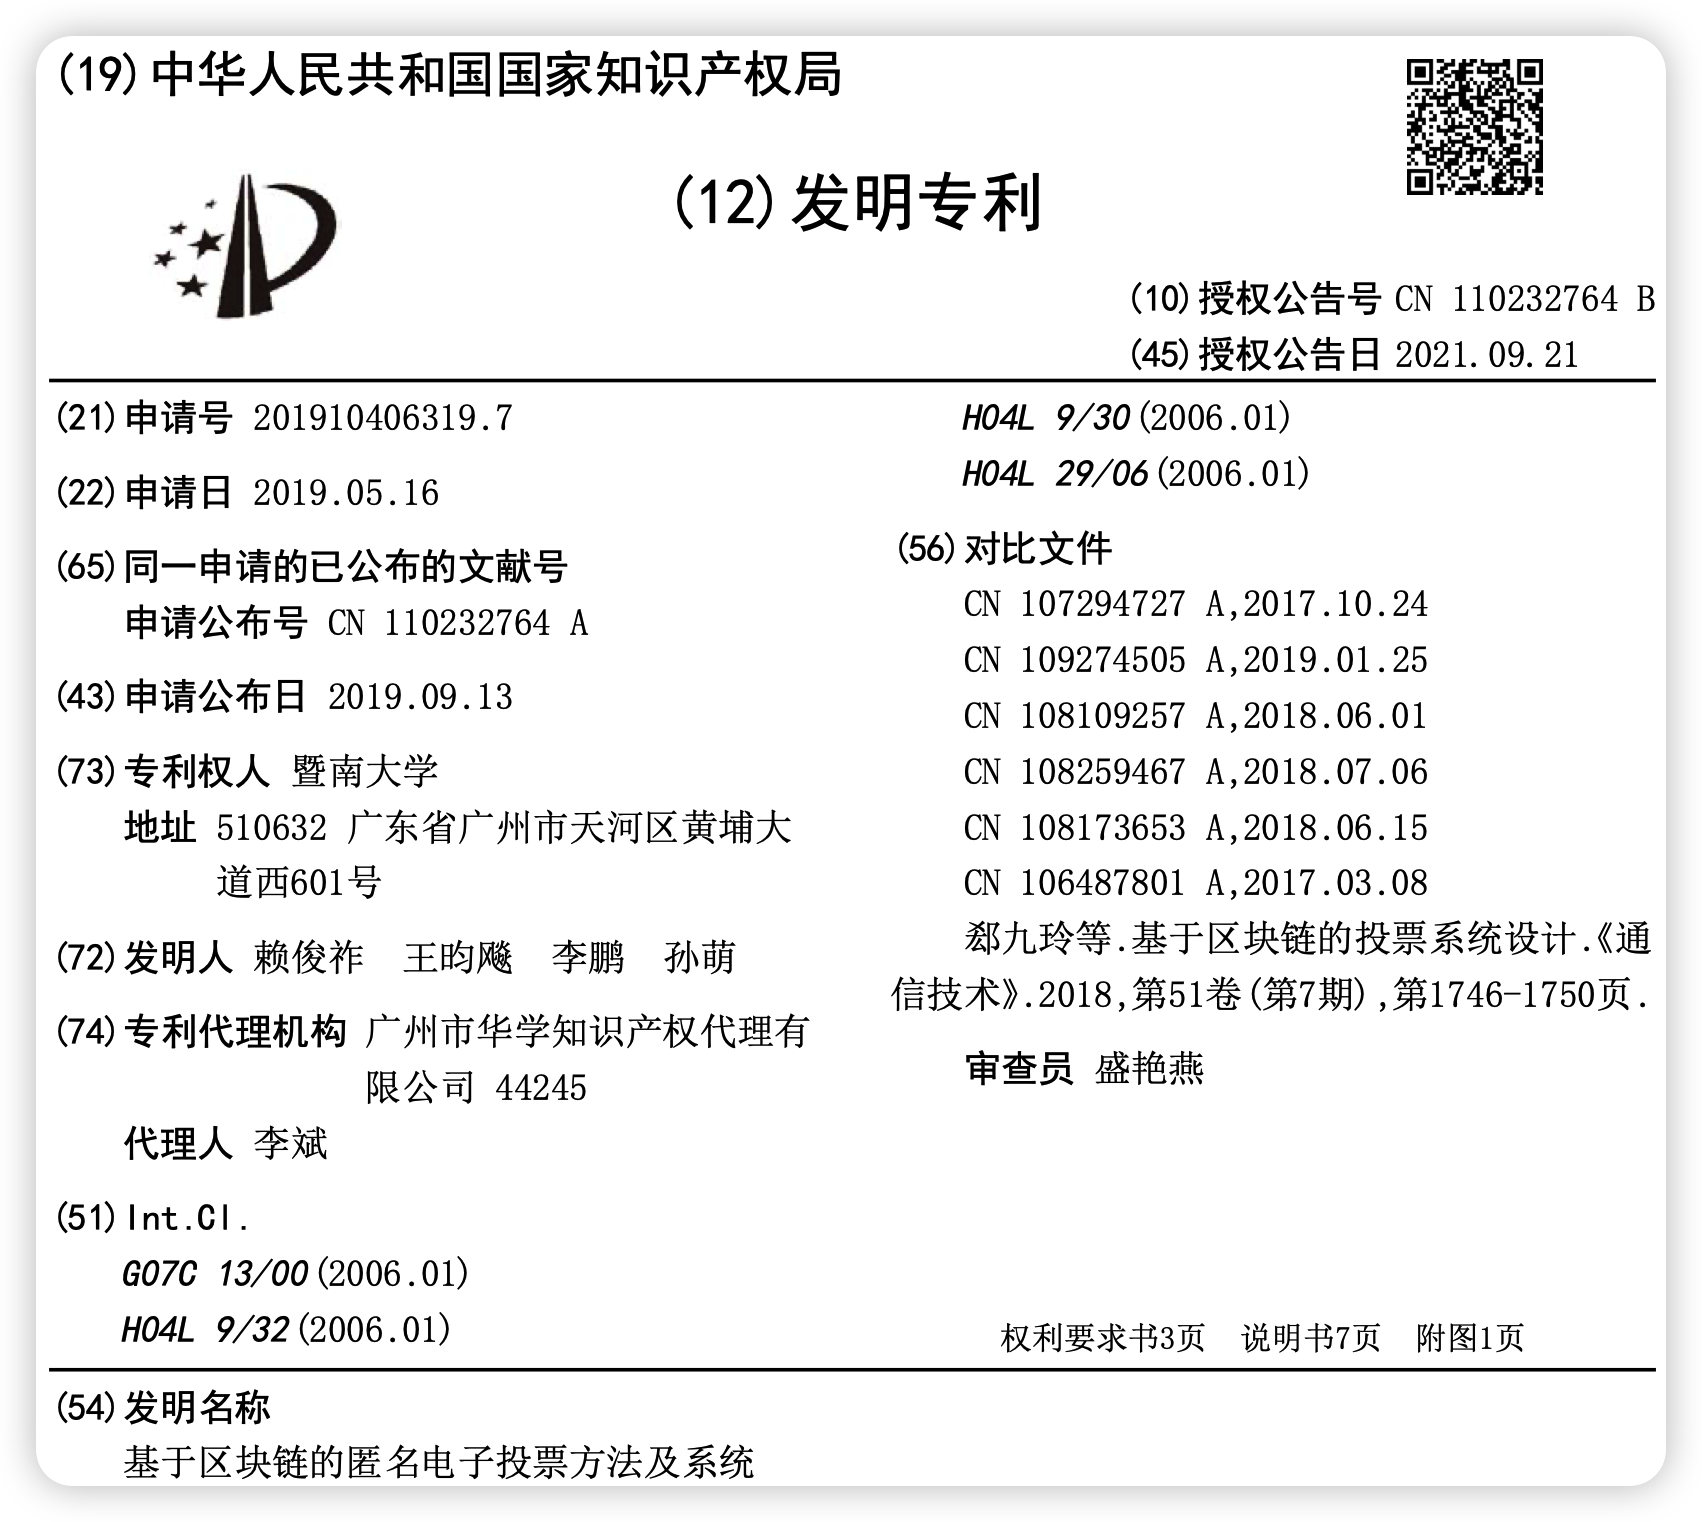 (19)中华人民共和国国家知识产权局
(12)发明专利
(10)授权公告号 CN 110232764 B
(45)授权公告日 2021.09.21
(21)申请号 201910406319.7
(22)申请日 2019.05.16
(65)同一申请的已公布的文献号
申请公布号 CN 110232764 A
(43)申请公布日 2019.09.13
(73)专利权人 暨南大学
地址 510632 广东省广州市天河区黄埔大
道西601号
(72)发明人 赖俊祚 王昀飚 李鹏 孙萌
(74)专利代理机构 广州市华学知识产权代理有
限公司 44245
代理人 李斌
(51)Int.Cl.
G07C 13/00(2006.01)
H04L 9/32(2006.01)
H04L 9/30(2006.01)
H04L 29/06(2006.01)
(56)对比文件
CN 107294727 A,2017.10.24
CN 109274505 A,2019.01.25
CN 108109257 A,2018.06.01
CN 108259467 A,2018.07.06
CN 108173653 A,2018.06.15
CN 106487801 A,2017.03.08
郄九玲等.基于区块链的投票系统设计.《通
信技术》.2018,第51卷(第7期),第1746-1750页.
审查员 盛艳燕
权利要求书3页 说明书7页 附图1页
(54)发明名称
基于区块链的匿名电子投票方法及系统